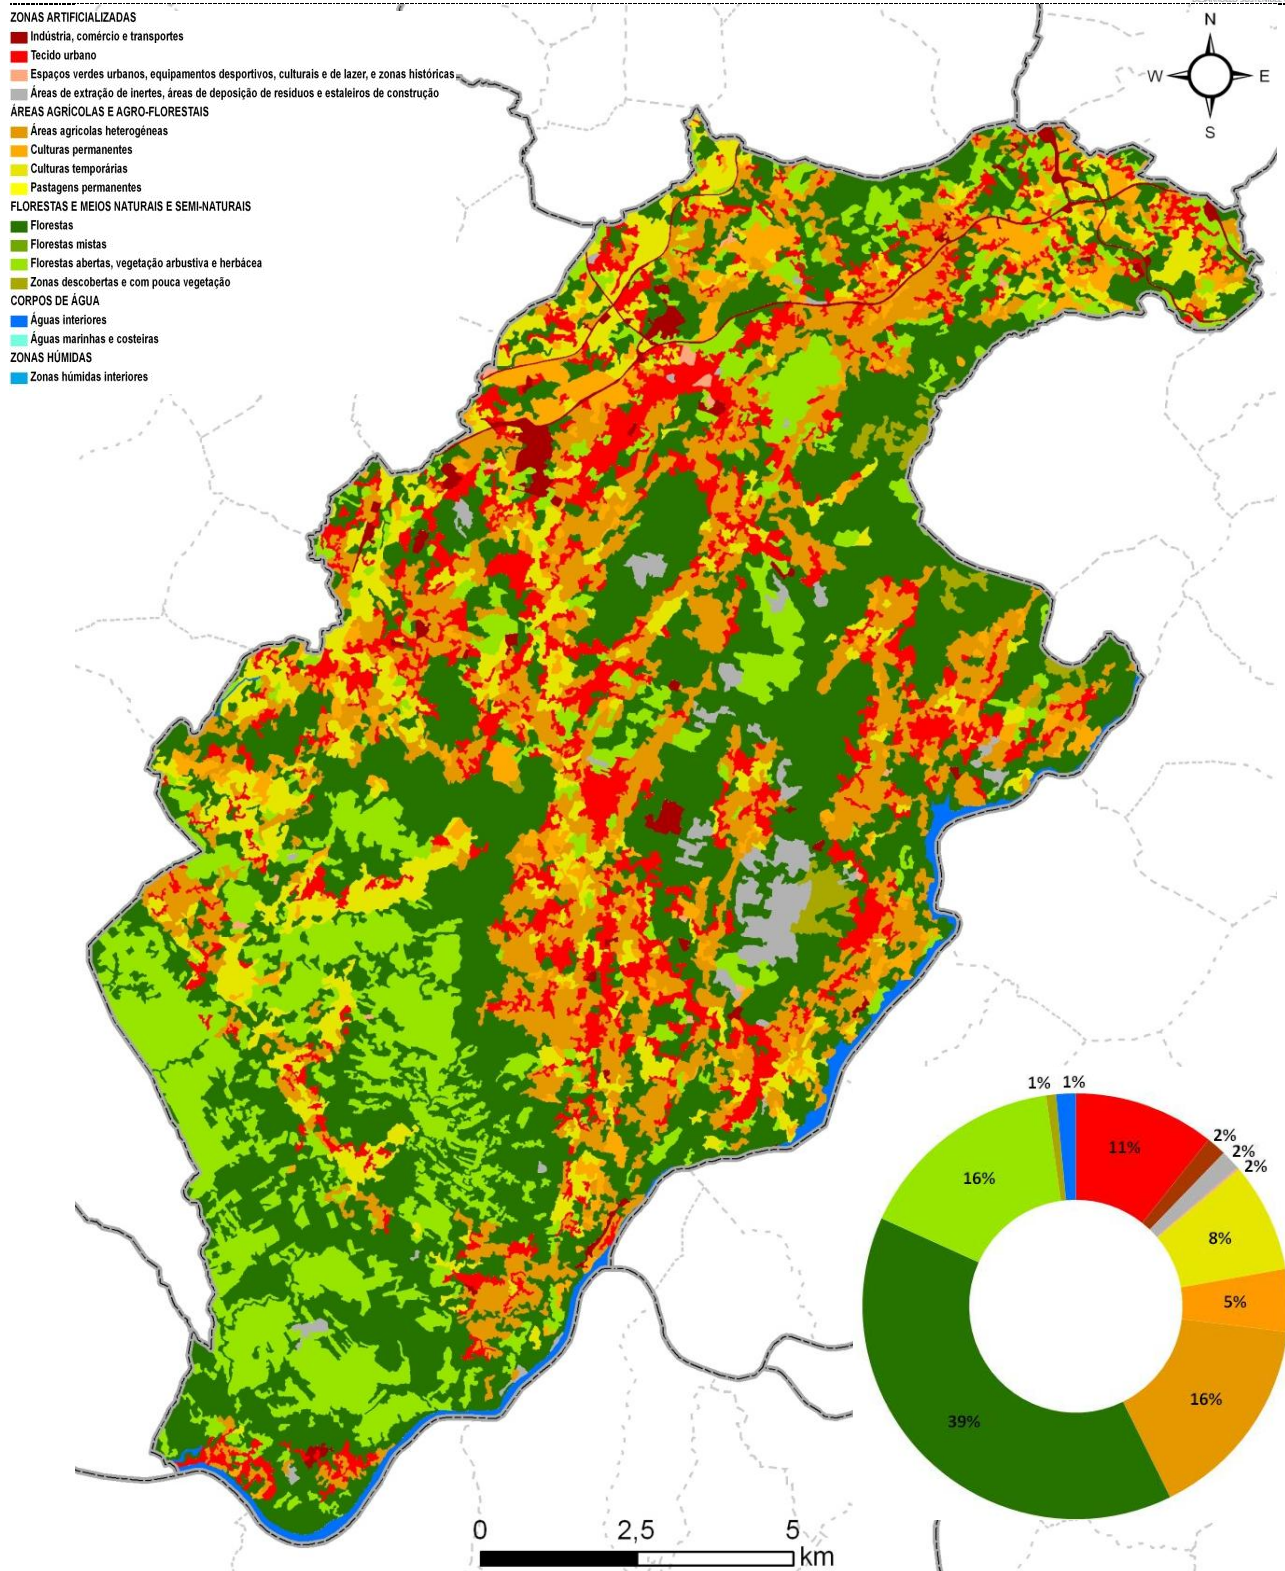 ZONAS ARTIFICIALIZADAS
Indústria, comércio e transportes
Tecido urbano
Espaços verdes urbanos, equipamentos desportivos, culturais e de lazer, e zonas históricas
Áreas de extração de inertes, áreas de deposição de resíduos e estaleiros de construção
ÁREAS AGRÍCOLAS E AGRO-FLORESTAIS
Áreas agrícolas heterogéneas
Culturas permanentes
Culturas temporárias
Pastagens permanentes
FLORESTAS E MEIOS NATURAIS E SEMI-NATURAIS
Florestas
Florestas mistas
Florestas abertas, vegetação arbustiva e herbácea
Zonas descobertas e com pouca vegetação
CORPOS DE ÁGUA
Águas interiores
Águas marinhas e costeiras
ZONAS HÚMIDAS
Zonas húmidas interiores
N
W E
S
1% 1%
11%
2%
2%
2%
16%
8%
5%
16%
39%
0 2,5 5
km